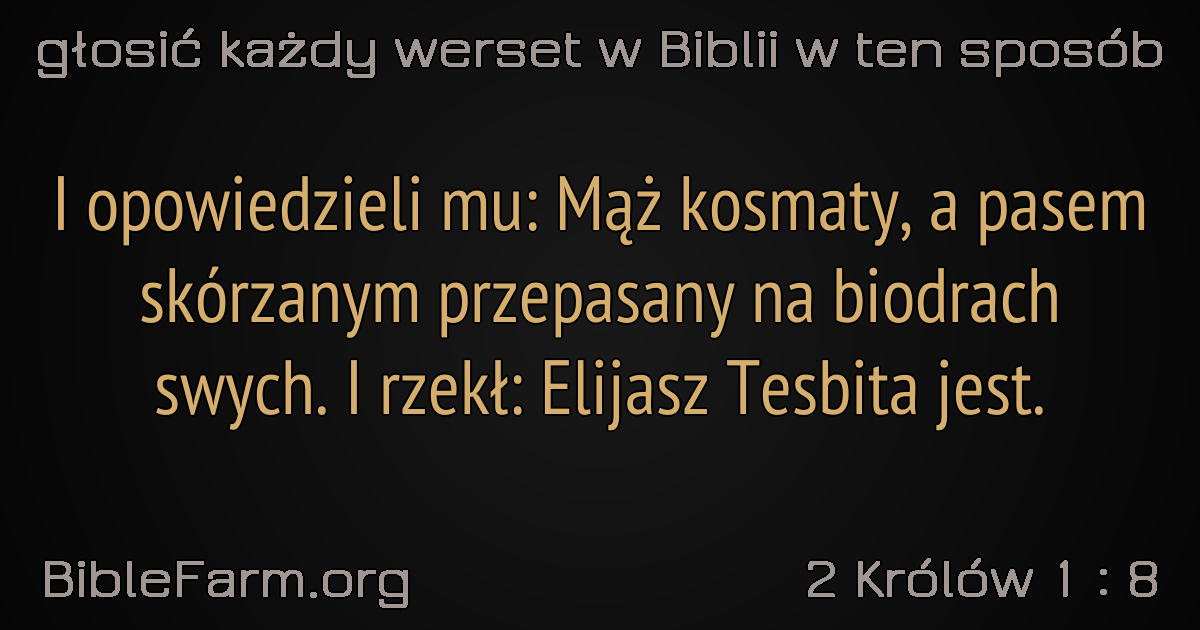 głosić każdy werset w Biblii w ten sposób
I opowiedzieli mu: Mąż kosmaty, a pasem
skórzanym przepasany na biodrach
swych. I rzekł: Elijasz Tesbita jest.
BibleFarm.org
2 Królów 1 : 8